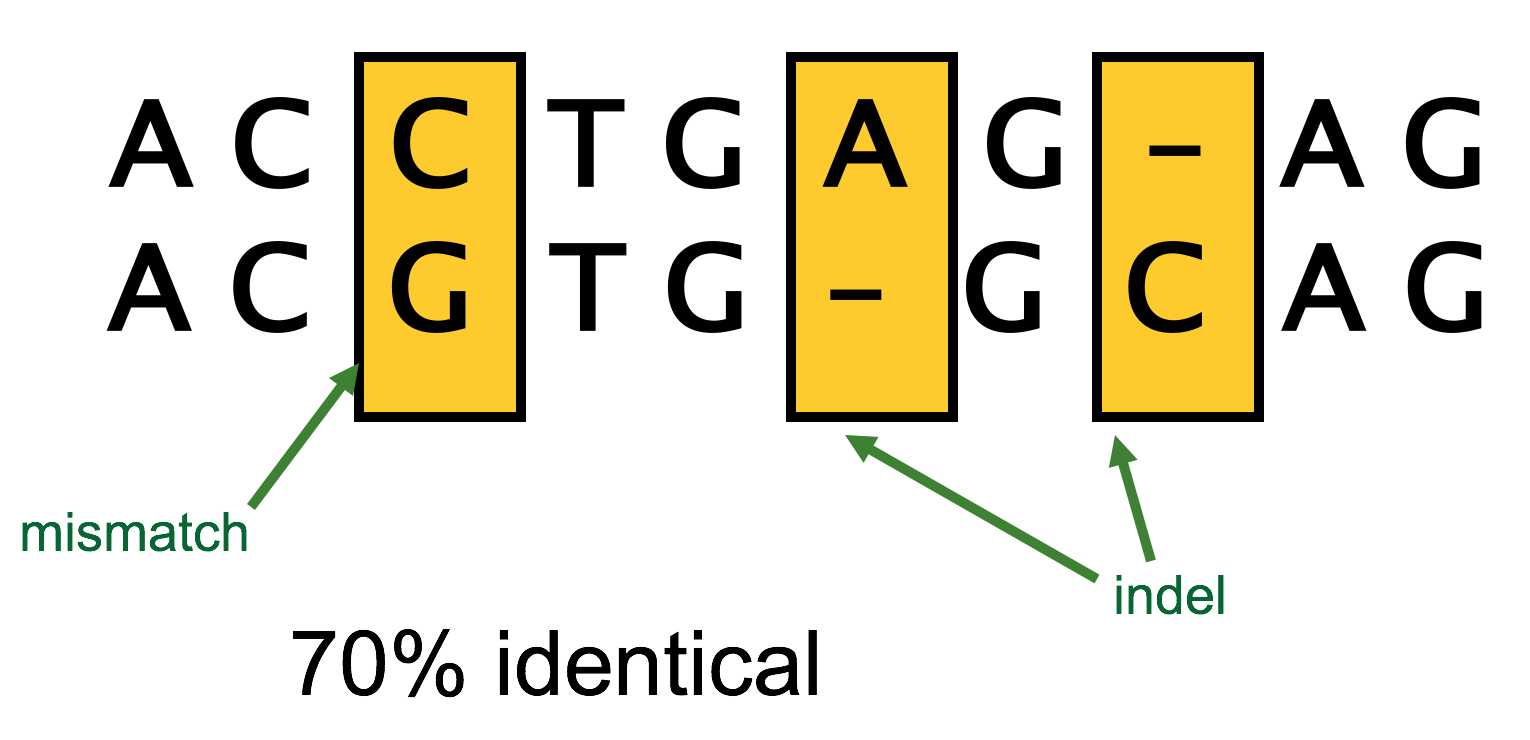 A C C T G A G – A G
A C G T G – G C A G
mismatch
indel
70% identical